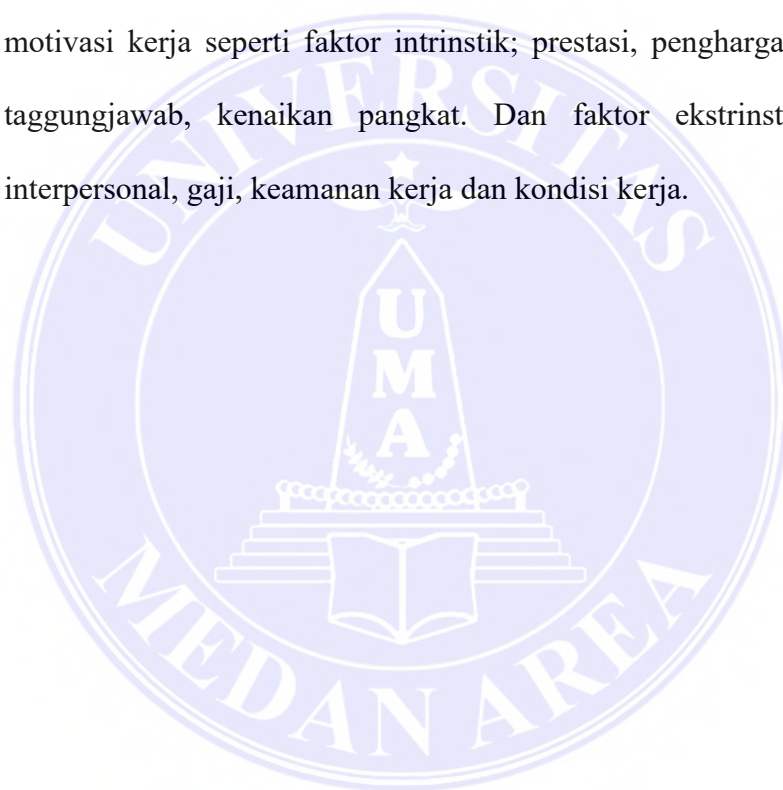 motivasi kerja seperti faktor intrinstik; prestasi, pengharga
taggungjawab, kenaikan pangkat. Dan faktor ekstrinst
interpersonal, gaji, keamanan kerja dan kondisi kerja.
UNIVERSITAS
UMA
MEDAN AREA